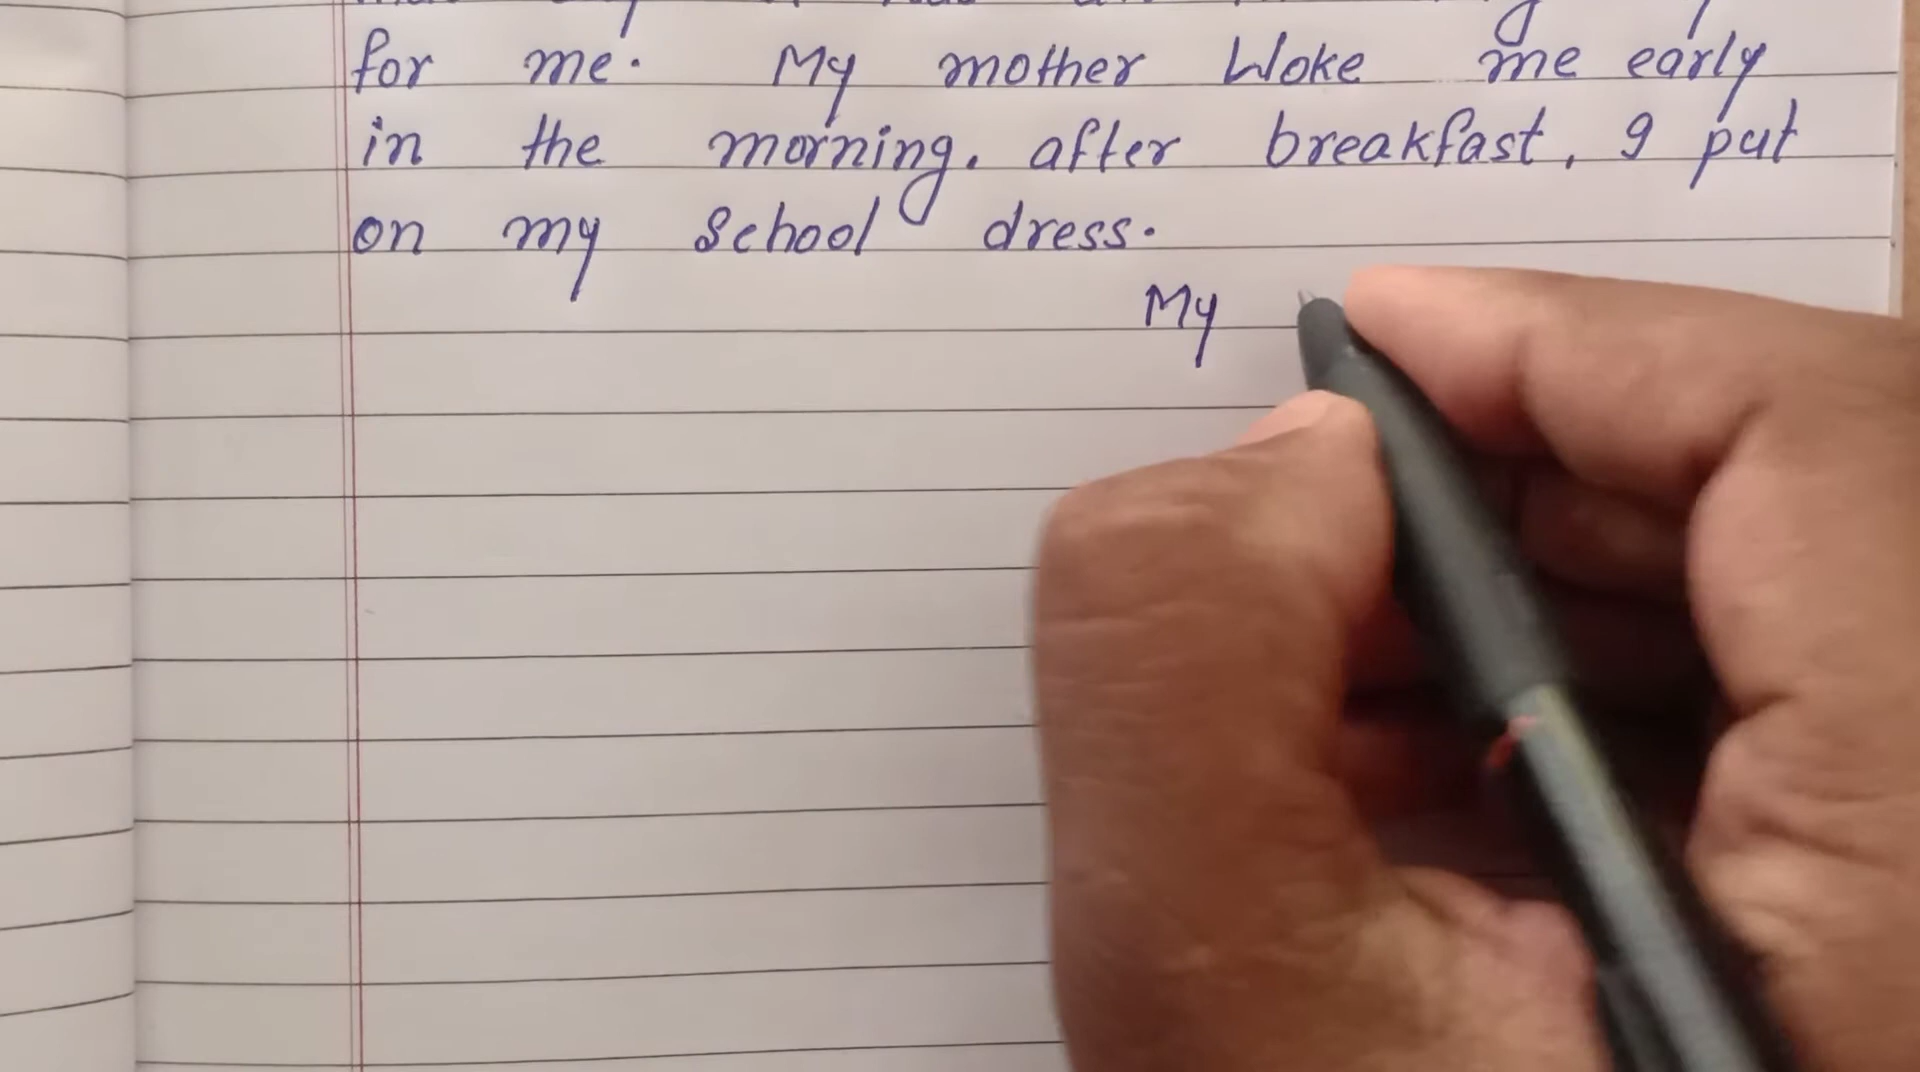 for me. My mother woke me early
in the morning. after breakfast, I put
on my school dress.
My